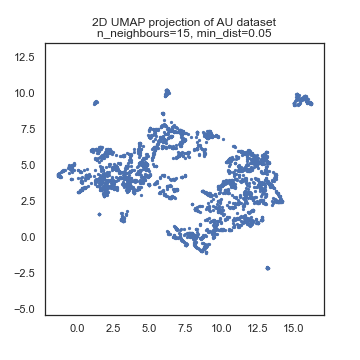 2D UMAP projection of AU dataset
n_neighbours=15, min_dist=0.05
12.5
10.0
7.5
5.0
2.5
0.0
−2.5
−5.0
0.0 2.5 5.0 7.5 10.0 12.5 15.0